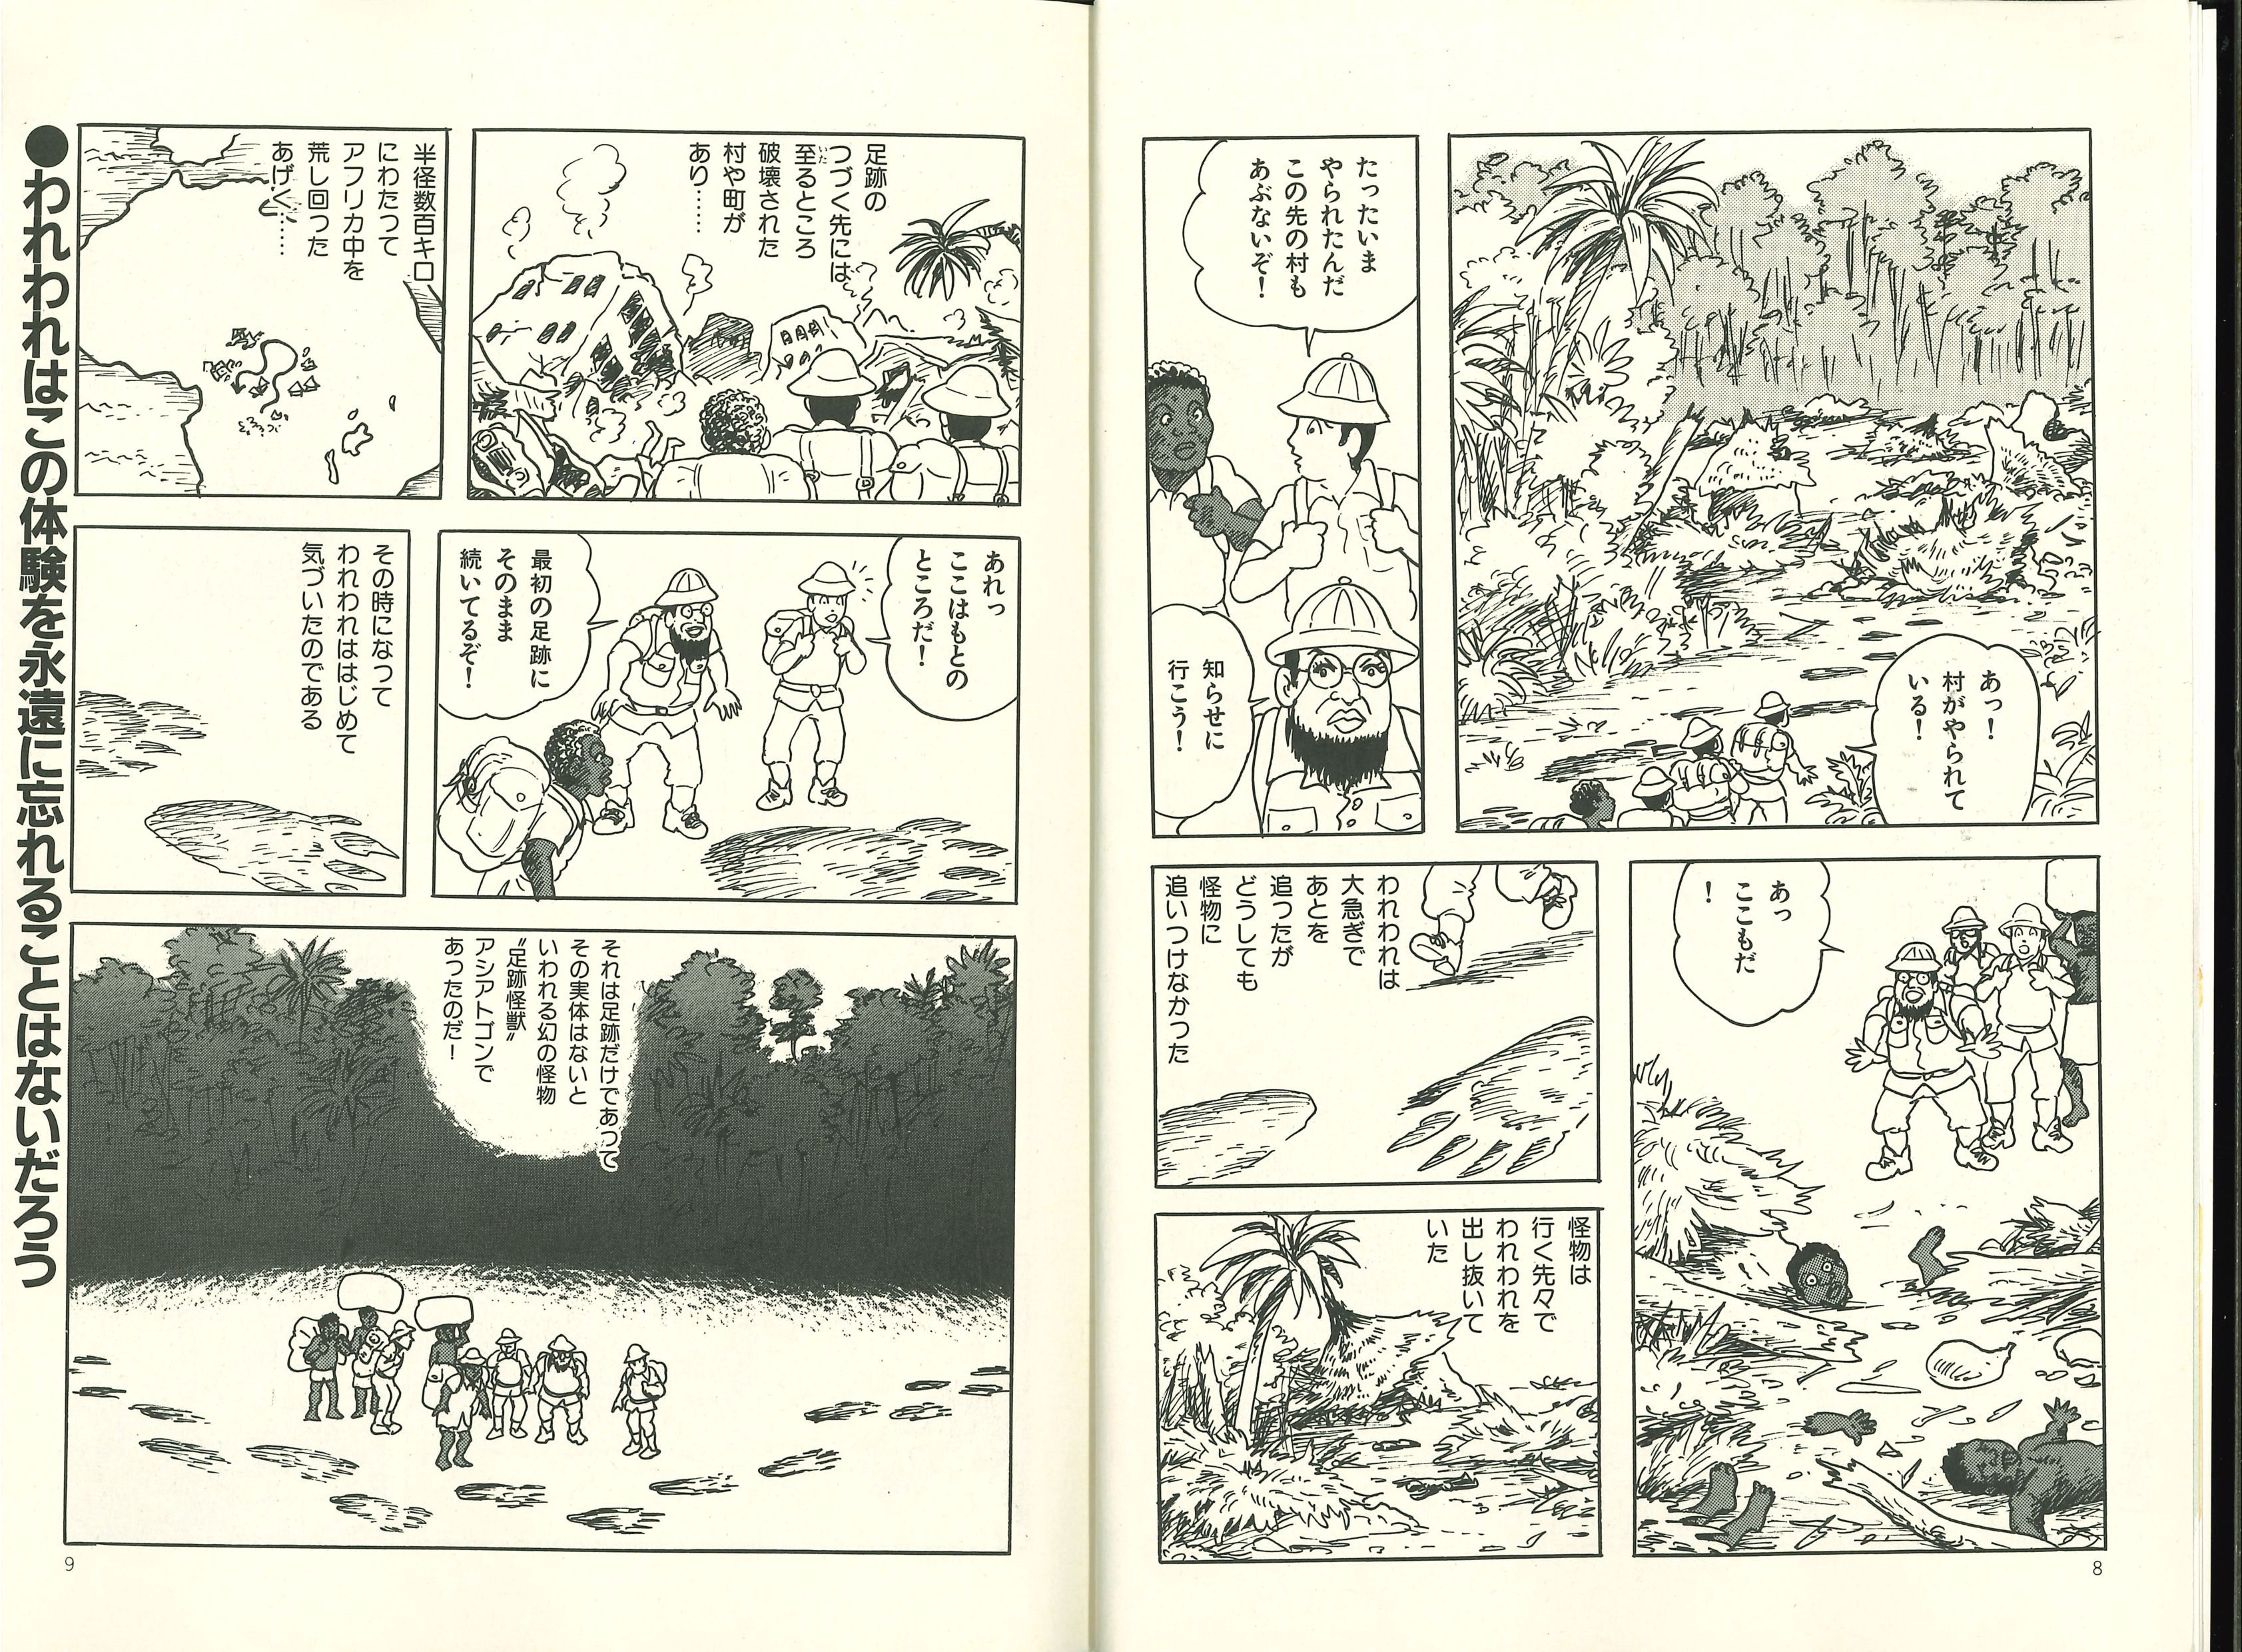 あっ！
村がやられて
いる！
たったいま
やられたんだ
この先の村も
あぶないぞ！
知らせに
行こう！
あっ
ここもだ
！
われわれは
大急ぎで
あとを
追ったが
どうしても
怪物に
追いつけなかった
怪物は
行く先々で
われわれを
出し抜いて
いた
8
足跡の
つづく先には
至るところ
いた
破壊された
村や町が
あり……
半径数百キロ
にわたって
アフリカ中を
荒し回った
あげく……
あれっ
ここはもとの
ところだ！
最初の足跡に
そのまま
続いてるぞ！
その時になって
われわれははじめて
気づいたのである
それは足跡だけであって
その実体はないと
いわれる幻の怪物
〝足跡怪獣〟
アシアトゴンで
あったのだ！
●われわれはこの体験を永遠に忘れることはないだろう
9